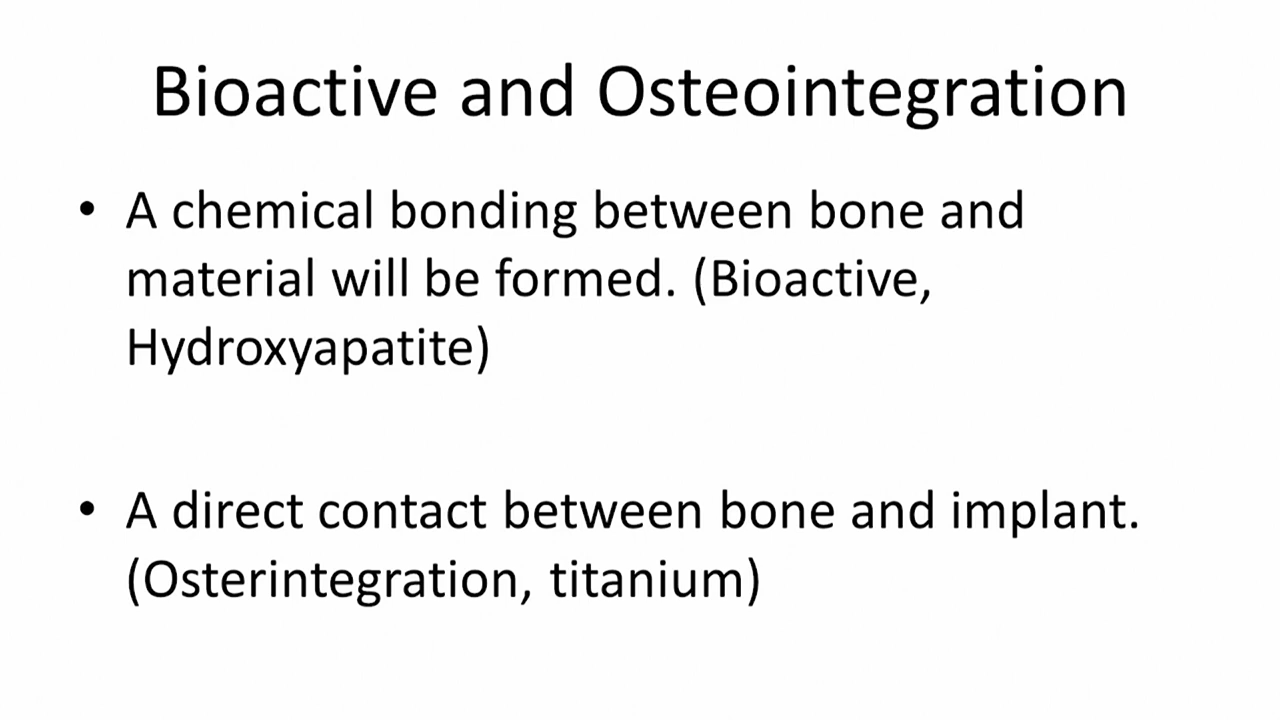 Bioactive and Osteointegration
• A chemical bonding between bone and
material will be formed. (Bioactive,
Hydroxyapatite)
• A direct contact between bone and implant.
(Osterintegration, titanium)